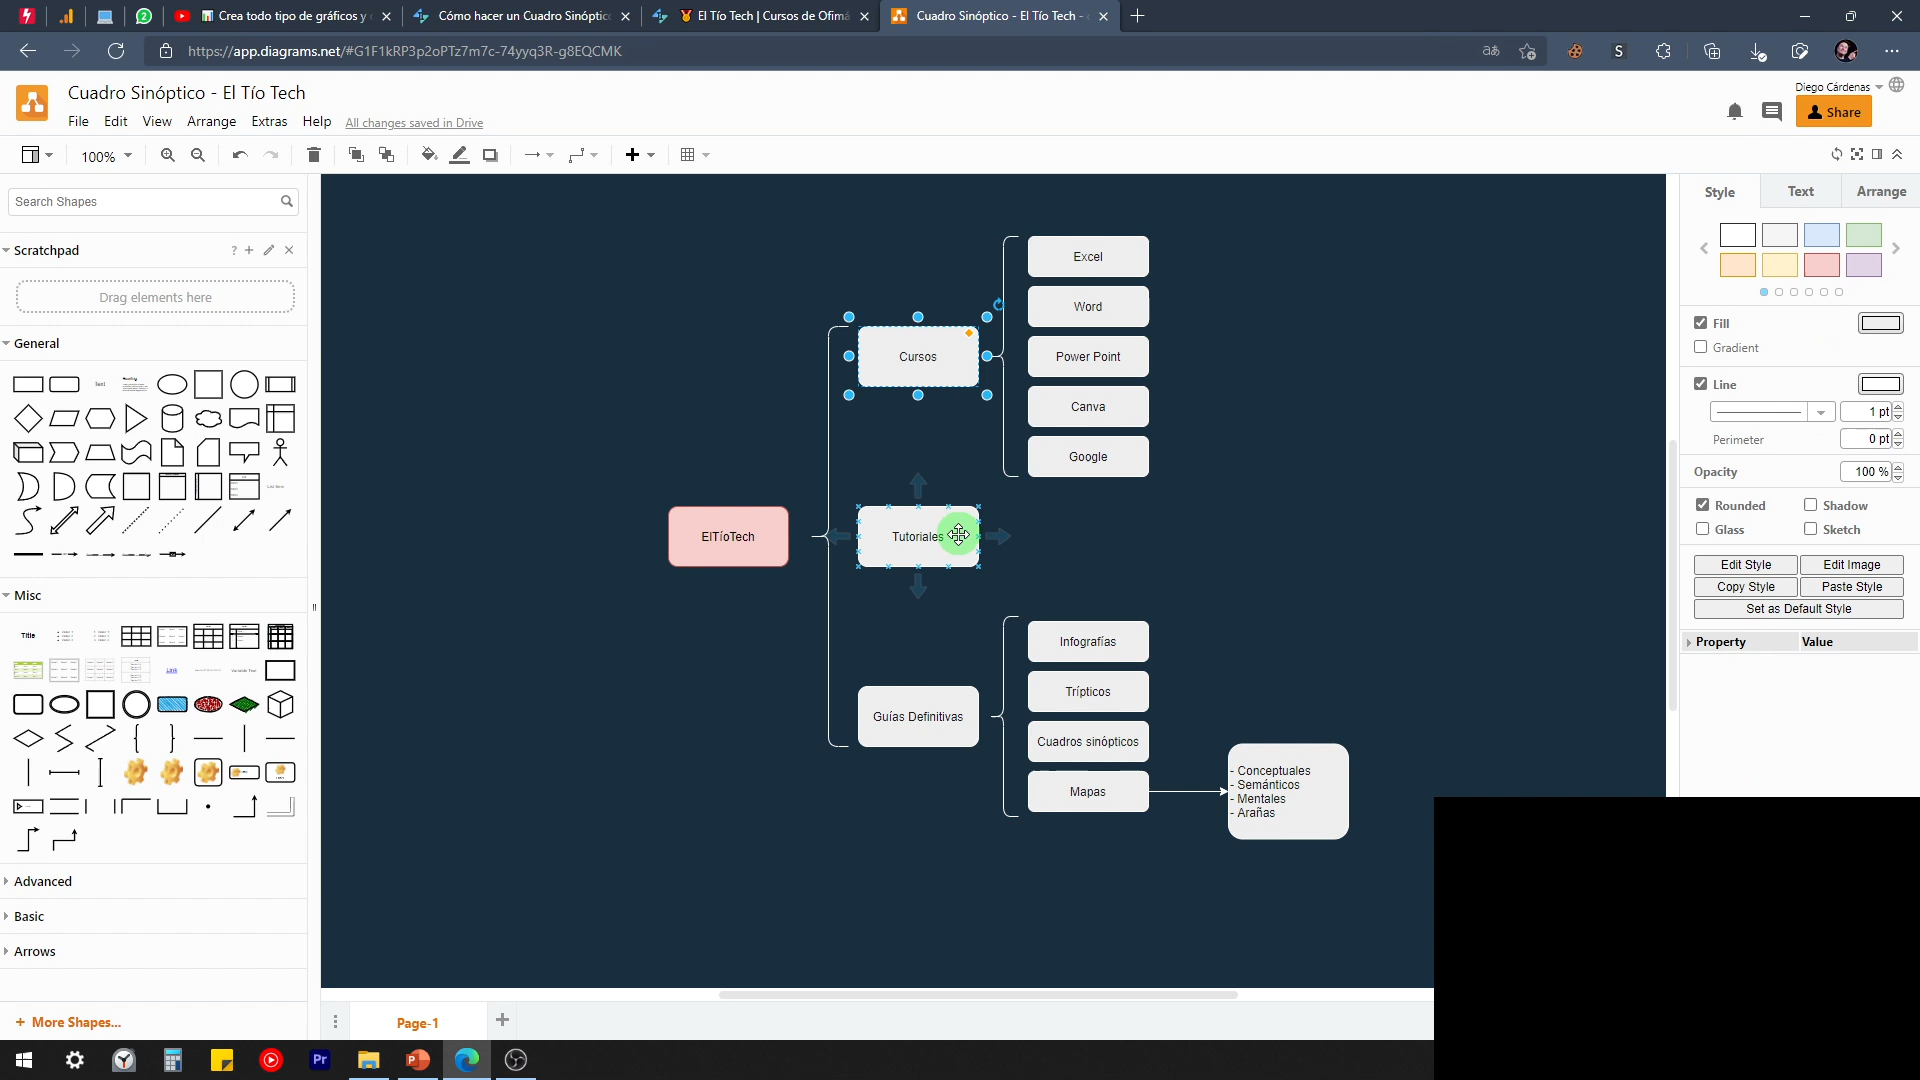 Crea todo tipo de gráficos y
Cómo hacer un Cuadro Sinóptic
El Tío Tech | Cursos de Ofimá
Cuadro Sinóptico - El Tío Tech -
https://app.diagrams.net/#G1F1kRP3p2oPTz7m7c-74yyq3R-g8EQCMK
Cuadro Sinóptico - El Tío Tech
Diego Cárdenas
File Edit View Arrange Extras Help All changes saved in Drive
Share
100%
Search Shapes
Scratchpad
Drag elements here
General
Text
Heading
List Item
Misc
Title
Link
Advanced
Basic
Arrows
+ More Shapes...
Excel
Word
Cursos
Power Point
Canva
Google
ElTíoTech
Tutoriales
Infografías
Trípticos
Guías Definitivas
Cuadros sinópticos
Mapas
- Conceptuales
- Semánticos
- Mentales
- Arañas
Page-1
Style Text Arrange
Fill
Gradient
Line
1 pt
Perimeter 0 pt
Opacity 100 %
Rounded Shadow
Glass Sketch
Edit Style Edit Image
Copy Style Paste Style
Set as Default Style
Property Value